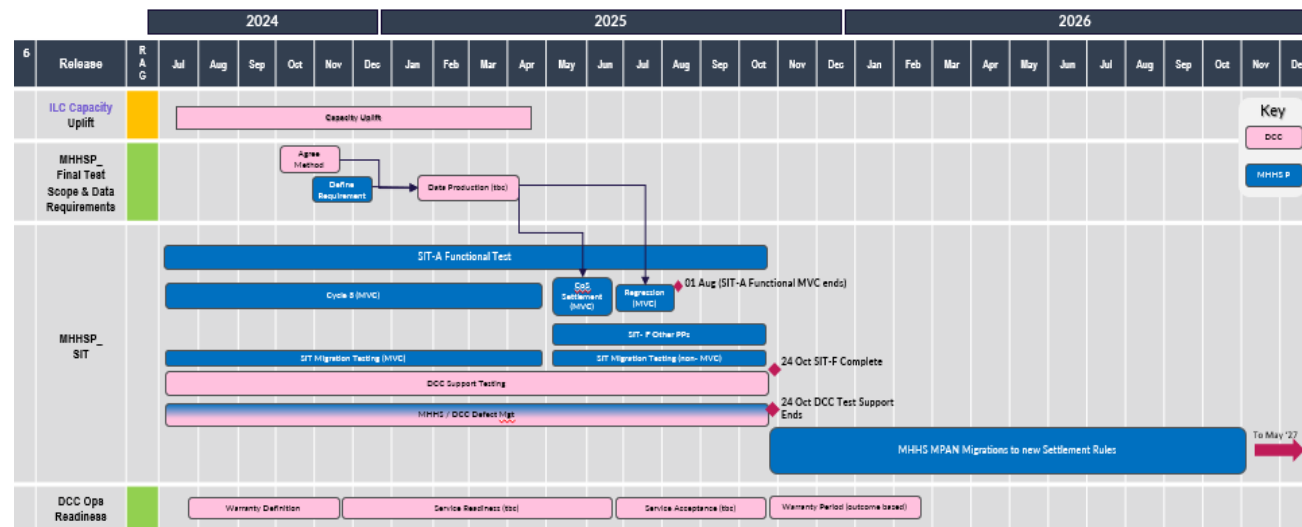 2024
2025
2026
6
Release
R
A
G
Jul
Aug
Sep
Oct
Nov
Dec
Jan
Feb
Mar
Apr
May
Jun
Jul
Aug
Sep
Oct
Nov
Dec
Jan
Feb
Mar
Apr
May
Jun
Jul
Aug
Sep
Oct
Nov
De
ILC Capacity
Uplift
Capacity Uplift
Key
DCC
MHHS P
MHHSP_
Final Test
Scope & Data
Requirements
Agree
Method
Define
Requirement
Data Production (tbc)
MHHSP_
SIT
SIT-A Functional Test
Cycle 3 (MVC)
CoS
Settlement
(MVC)
Regression
(MVC)
01 Aug (SIT-A Functional MVC ends)
SIT- F Other PPs
SIT Migration Testing (MVC)
SIT Migration Testing (non- MVC)
24 Oct SIT-F Complete
DCC Support Testing
MHHS / DCC Defect Mgt
24 Oct DCC Test Support
Ends
MHHS MPAN Migrations to new Settlement Rules
To May '27
DCC Ops
Readiness
Warranty Definition
Service Readiness (tbc)
Service Acceptance (tbc)
Warranty Period (outcome based)